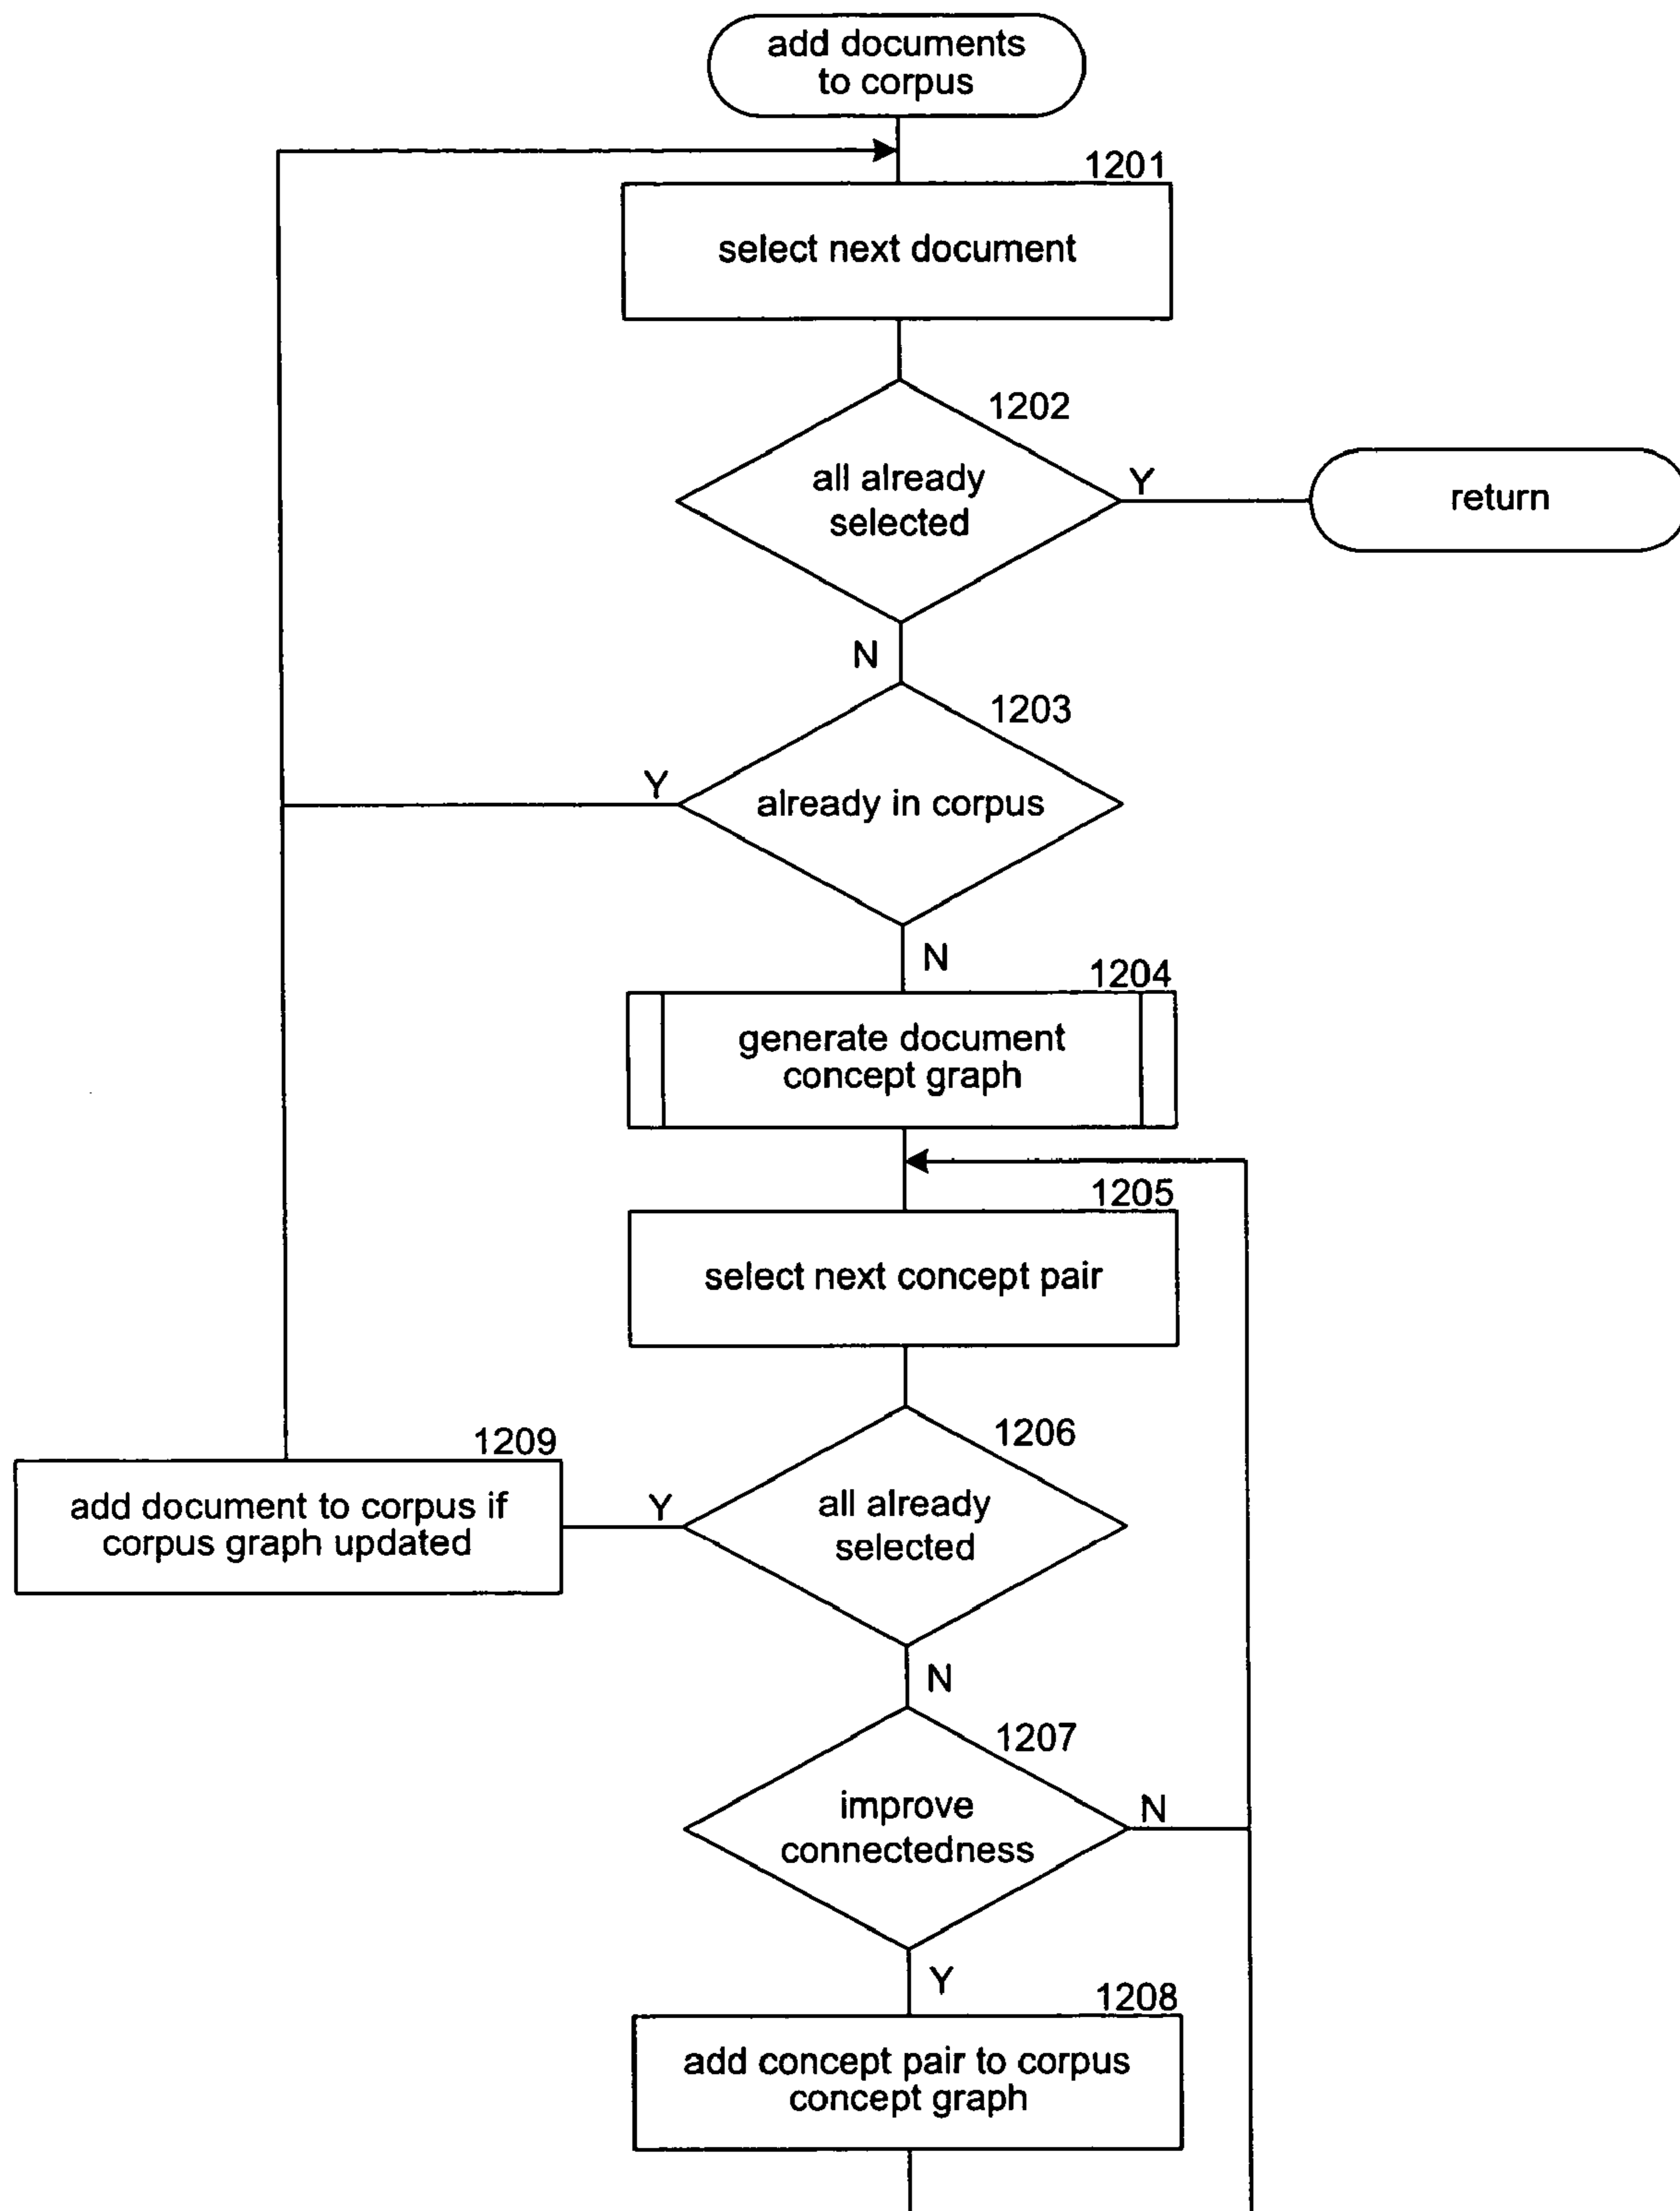 add documents
to corpus
1201
select next document
1202
all already
selected
Y
return
N
1203
Y
already in corpus
N
1204
generate document
concept graph
1205
select next concept pair
1209
1206
add document to corpus if
corpus graph updated
Y
all already
selected
N
1207
improve
connectedness
N
Y
1208
add concept pair to corpus
concept graph